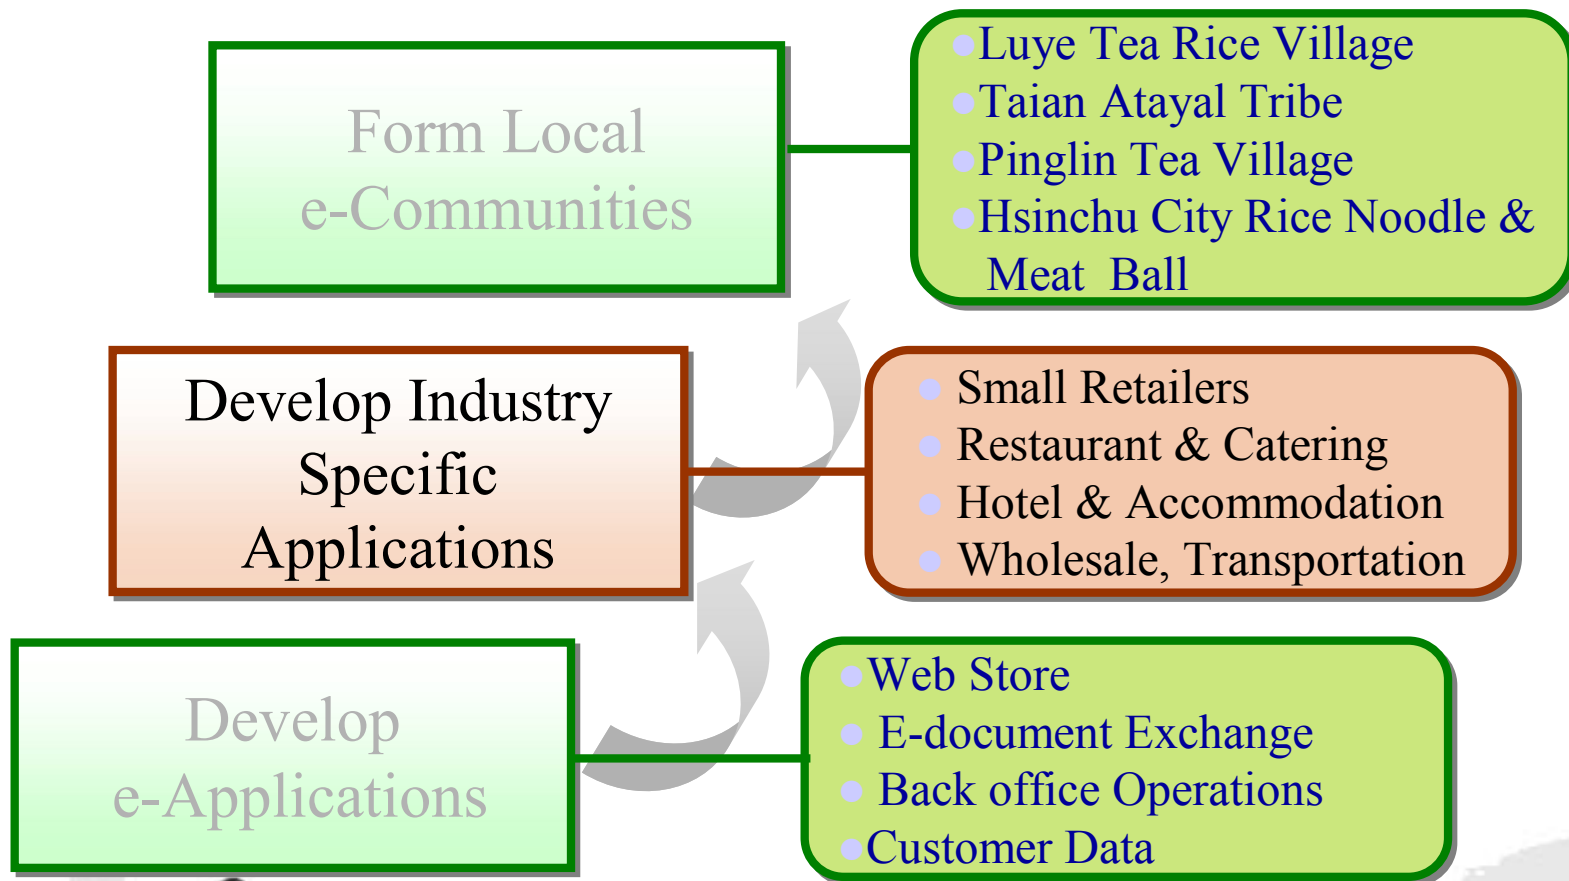 Form Local
e-Communities
● Luye Tea Rice Village
● Taian Atayal Tribe
● Pinglin Tea Village
● Hsinchu City Rice Noodle &
Meat Ball
Develop Industry
Specific
Applications
● Small Retailers
● Restaurant & Catering
● Hotel & Accommodation
● Wholesale, Transportation
Develop
e-Applications
● Web Store
● E-document Exchange
● Back office Operations
● Customer Data